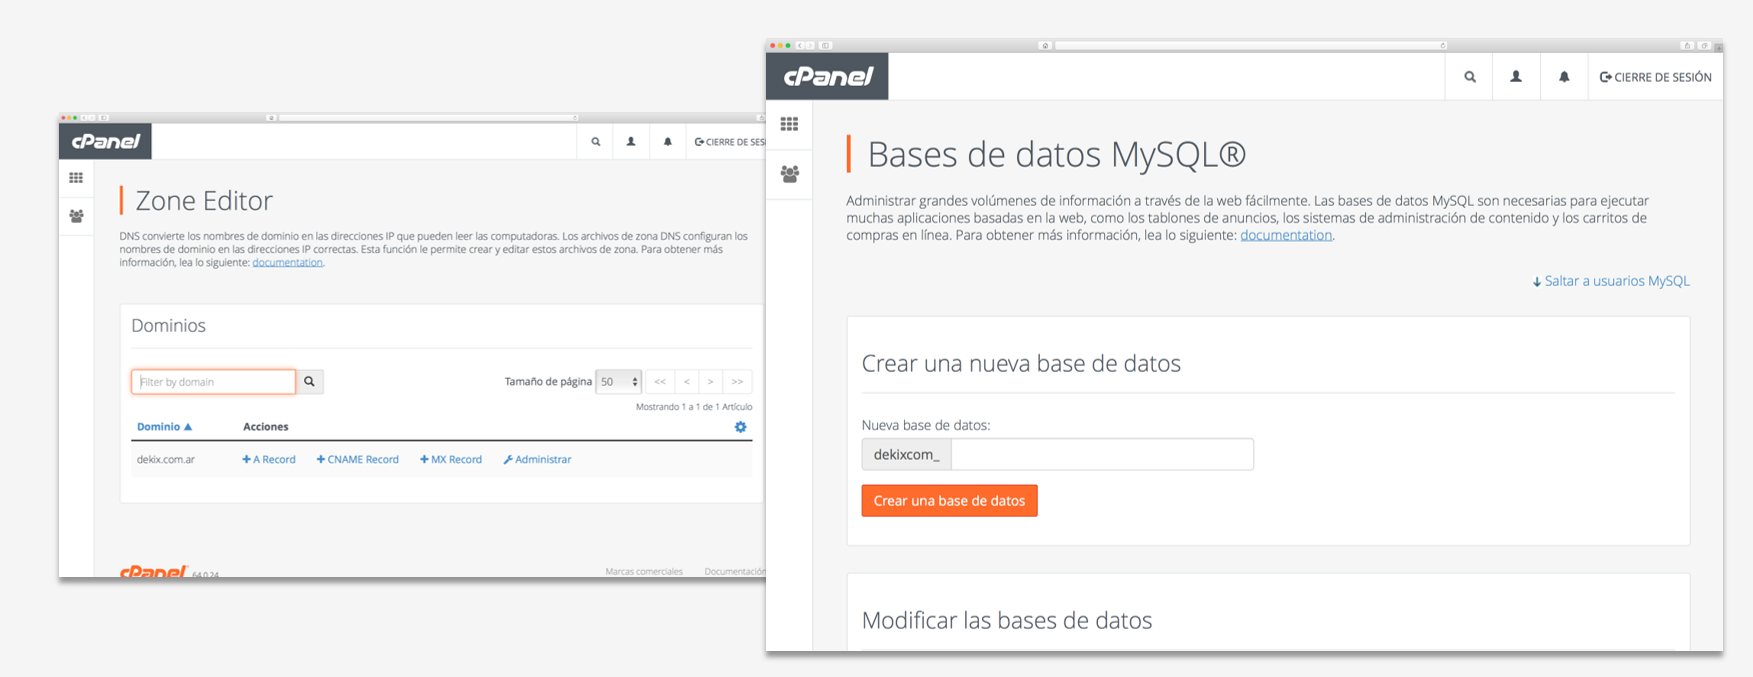 cPanel
CIERRE DE SES
Zone Editor
DNS convierte los nombres de dominio en las direcciones IP que pueden leer las computadoras. Los archivos de zona DNS configuran los
nombres de dominio en las direcciones IP correctas. Esta función le permite crear y editar estos archivos de zona. Para obtener más
información, lea lo siguiente: documentation.
Dominios
Filter by domain
Tamaño de página 50 << < > >>
Mostrando 1 a 1 de 1 Artículo
Dominio Acciones
dekix.com.ar A Record CNAME Record MX Record Administrar
cPanel 64.0.24
Marcas comerciales Documentación
cPanel
CIERRE DE SESIÓN
Bases de datos MySQL®
Administrar grandes volúmenes de información a través de la web fácilmente. Las bases de datos MySQL son necesarias para ejecutar
muchas aplicaciones basadas en la web, como los tablones de anuncios, los sistemas de administración de contenido y los carritos de
compras en línea. Para obtener más información, lea lo siguiente: documentation.
Saltar a usuarios MySQL
Crear una nueva base de datos
Nueva base de datos:
dekixcom_
Crear una base de datos
Modificar las bases de datos